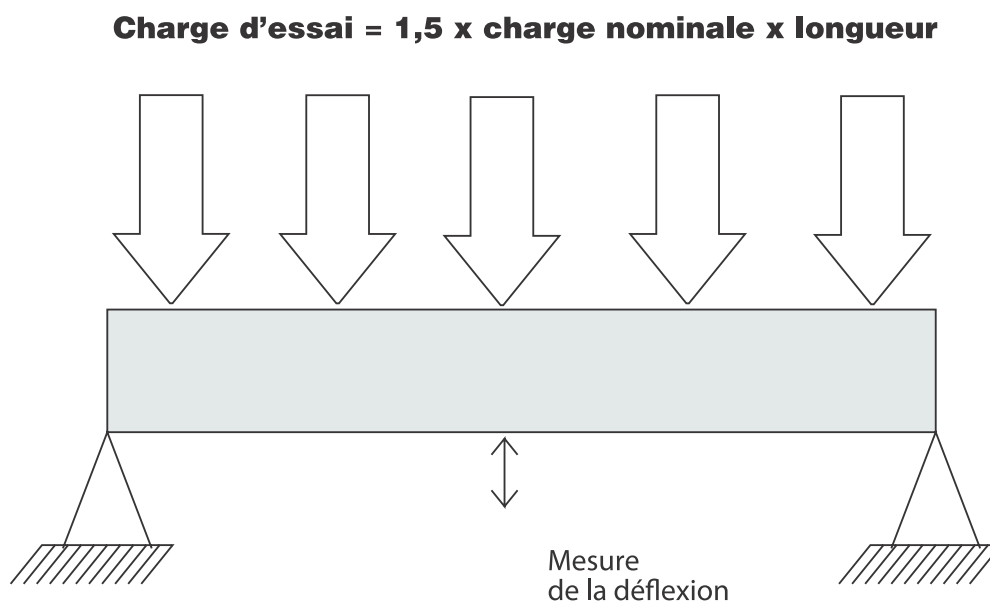 Charge d’essai = 1,5 x charge nominale x longueur
Mesure
de la déflexion